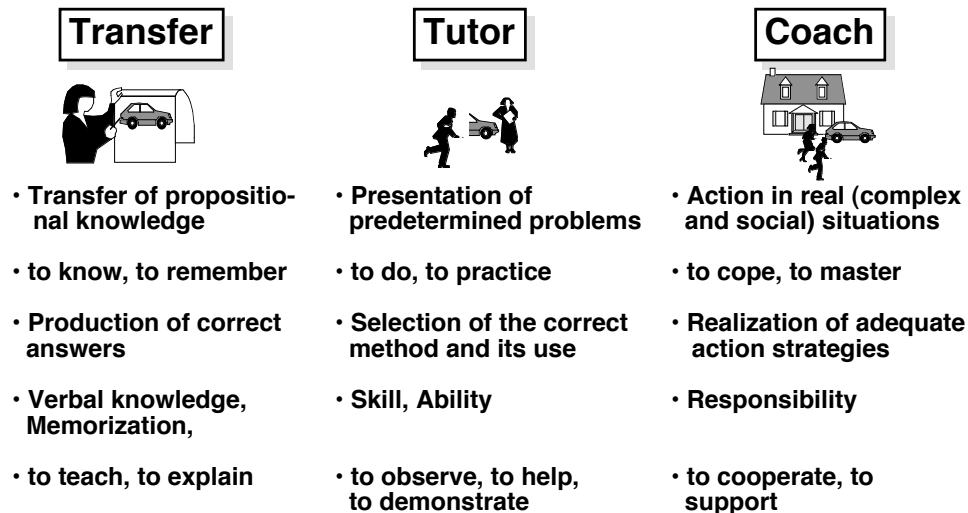 Transfer
Tutor
Coach
· Transfer of propositio-
nal knowledge
· to know, to remember
· Production of correct
answers
· Verbal knowledge,
Memorization,
· to teach, to explain
· Presentation of
predetermined problems
· to do, to practice
· Selection of the correct
method and its use
· Skill, Ability
· to observe, to help,
to demonstrate
· Action in real (complex
and social) situations
· to cope, to master
· Realization of adequate
action strategies
· Responsibility
· to cooperate, to
support